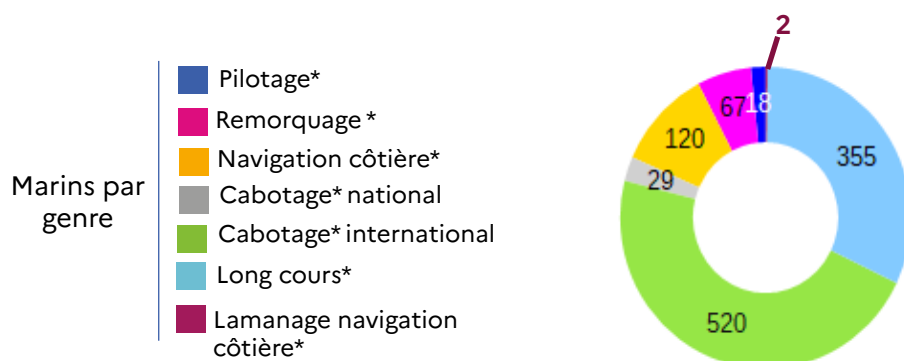 Marins par
genre
Pilotage*
Remorquage *
Navigation côtière*
Cabotage* national
Cabotage* international
Long cours*
Lamanage navigation
côtière*
2
18
67
120
29
355
520